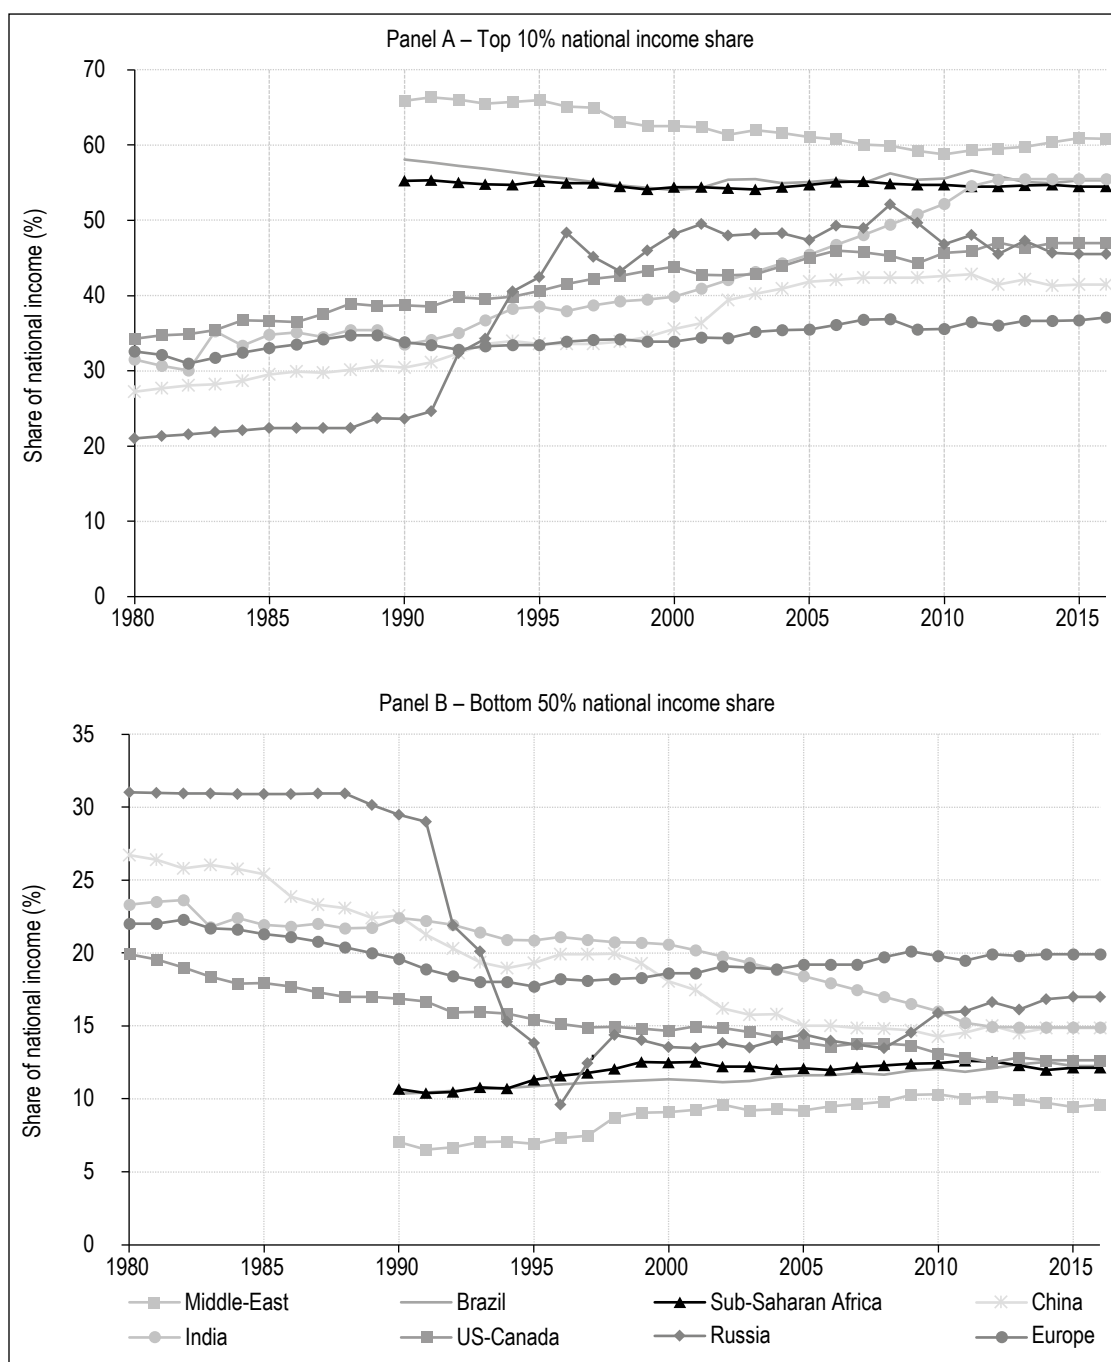 Panel A – Top 10% national income share
Share of national income (%)
70
60
50
40
30
20
10
0
1980 1985 1990 1995 2000 2005 2010 2015
Panel B – Bottom 50% national income share
Share of national income (%)
35
30
25
20
15
10
5
0
1980 1985 1990 1995 2000 2005 2010 2015
Middle-East Brazil Sub-Saharan Africa China
India US-Canada Russia Europe